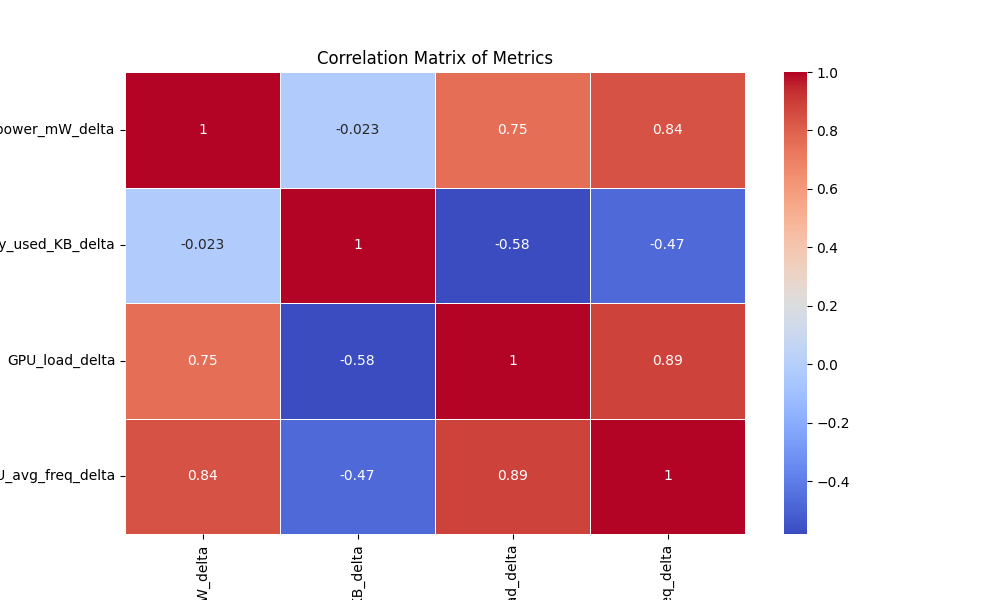 Correlation Matrix of Metrics
power_mW_delta
1
-0.023
0.75
0.84
y_used_KB_delta
-0.023
1
-0.58
-0.47
GPU_load_delta
0.75
-0.58
1
0.89
U_avg_freq_delta
0.84
-0.47
0.89
1
W_delta
KB_delta
ad_delta
eq_delta
1.0
0.8
0.6
0.4
0.2
0.0
−0.2
−0.4